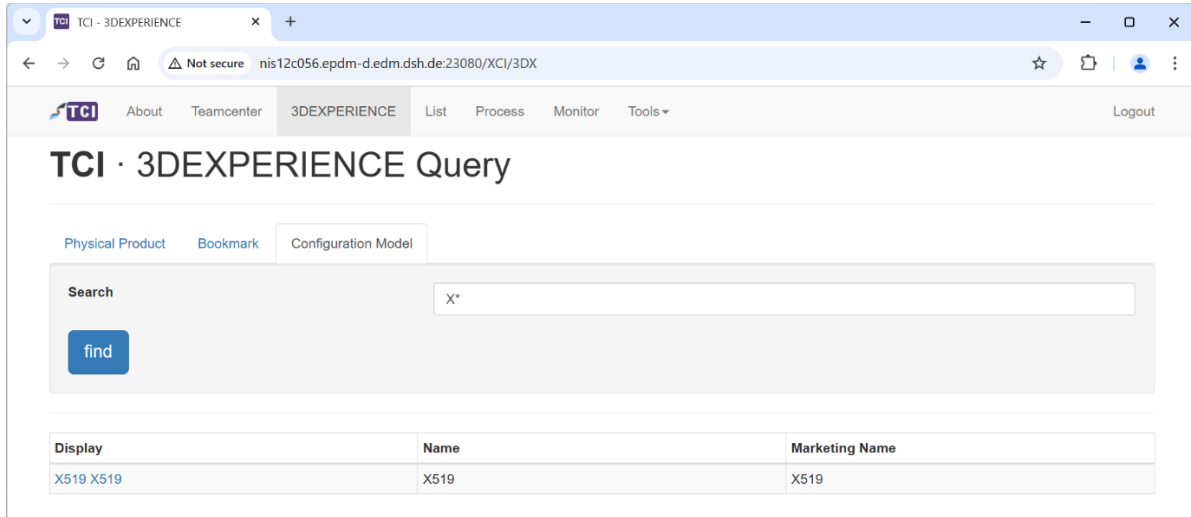 TCI - 3DEXPERIENCE
Not secure nis12c056.epdm-d.edm.dsh.de:23080/XCI/3DX
TCI About Teamcenter 3DEXPERIENCE List Process Monitor Tools Logout
TCI · 3DEXPERIENCE Query
Physical Product Bookmark Configuration Model
Search X*
find
Display Name Marketing Name
X519 X519 X519 X519